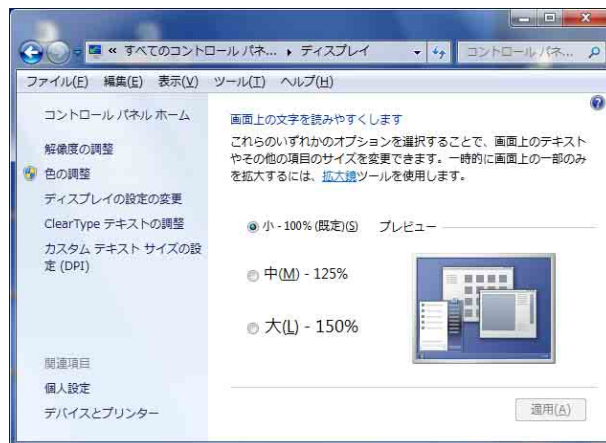 « すべてのコントロール パネ... ▸ ディスプレイ
コントロール パネ...
ファイル(F) 編集(E) 表示(V) ツール(T) ヘルプ(H)
コントロール パネル ホーム
解像度の調整
色の調整
ディスプレイの設定の変更
ClearType テキストの調整
カスタム テキスト サイズの設
定 (DPI)
関連項目
個人設定
デバイスとプリンター
画面上の文字を読みやすくします
これらのいずれかのオプションを選択することで、画面上のテキスト
やその他の項目のサイズを変更できます。一時的に画面上の一部のみ
を拡大するには、拡大鏡ツールを使用します。
小 - 100% (既定)(S) プレビュー
中(M) - 125%
大(L) - 150%
適用(A)